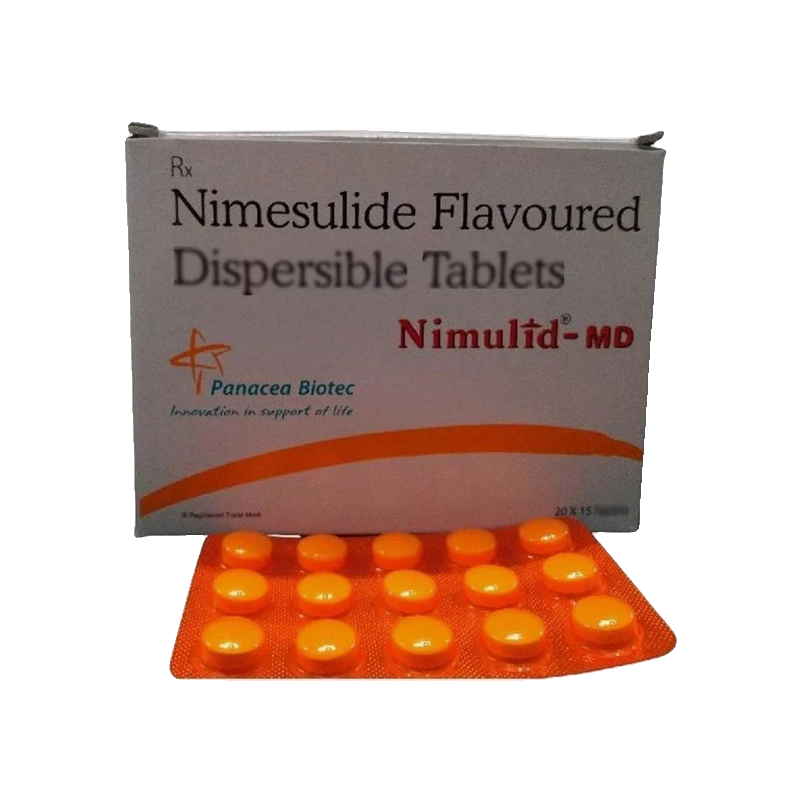 Rx
Nimesulide Flavoured
Dispersible Tablets
Nimulid®-MD
Panacea Biotec
Innovation in support of life
® Registered Trade Mark
20 X 15